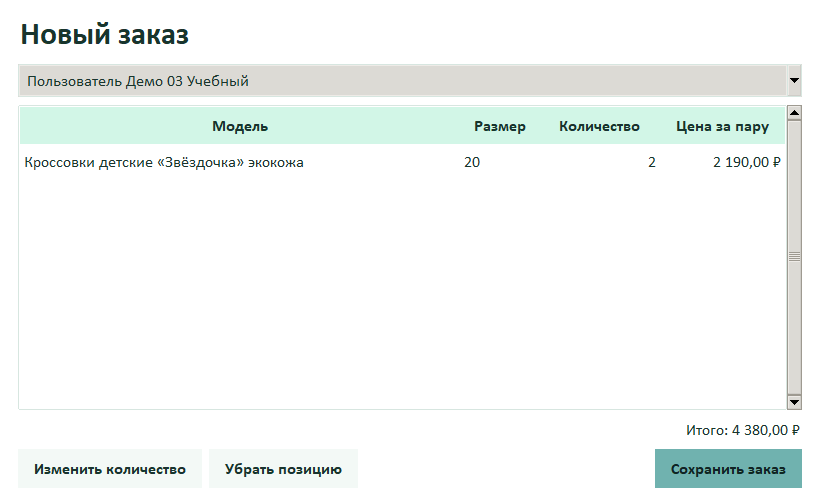 Новый заказ
Пользователь Демо 03 Учебный
Модель Размер Количество Цена за пару
Кроссовки детские «Звёздочка» экокожа 20 2 2 190,00 ₽
Итого: 4 380,00 ₽
Изменить количество Убрать позицию Сохранить заказ